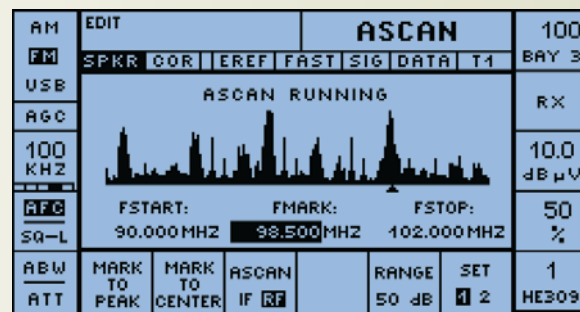 AM
FM
USB
AGC
100
KHZ
AFC
SQ-L
ABW
ATT
EDIT
ASCAN
SPKR COR EREF FAST SIG DATA T1
ASCAN RUNNING
FSTART: FMARK: FSTOP:
90.000MHZ 98.500MHZ 102.000MHZ
MARK TO PEAK
MARK TO CENTER
ASCAN
IF RF
RANGE
50 dB
SET
1 2
100
BAY 3
RX
10.0
dBμV
50
%
1
HE309